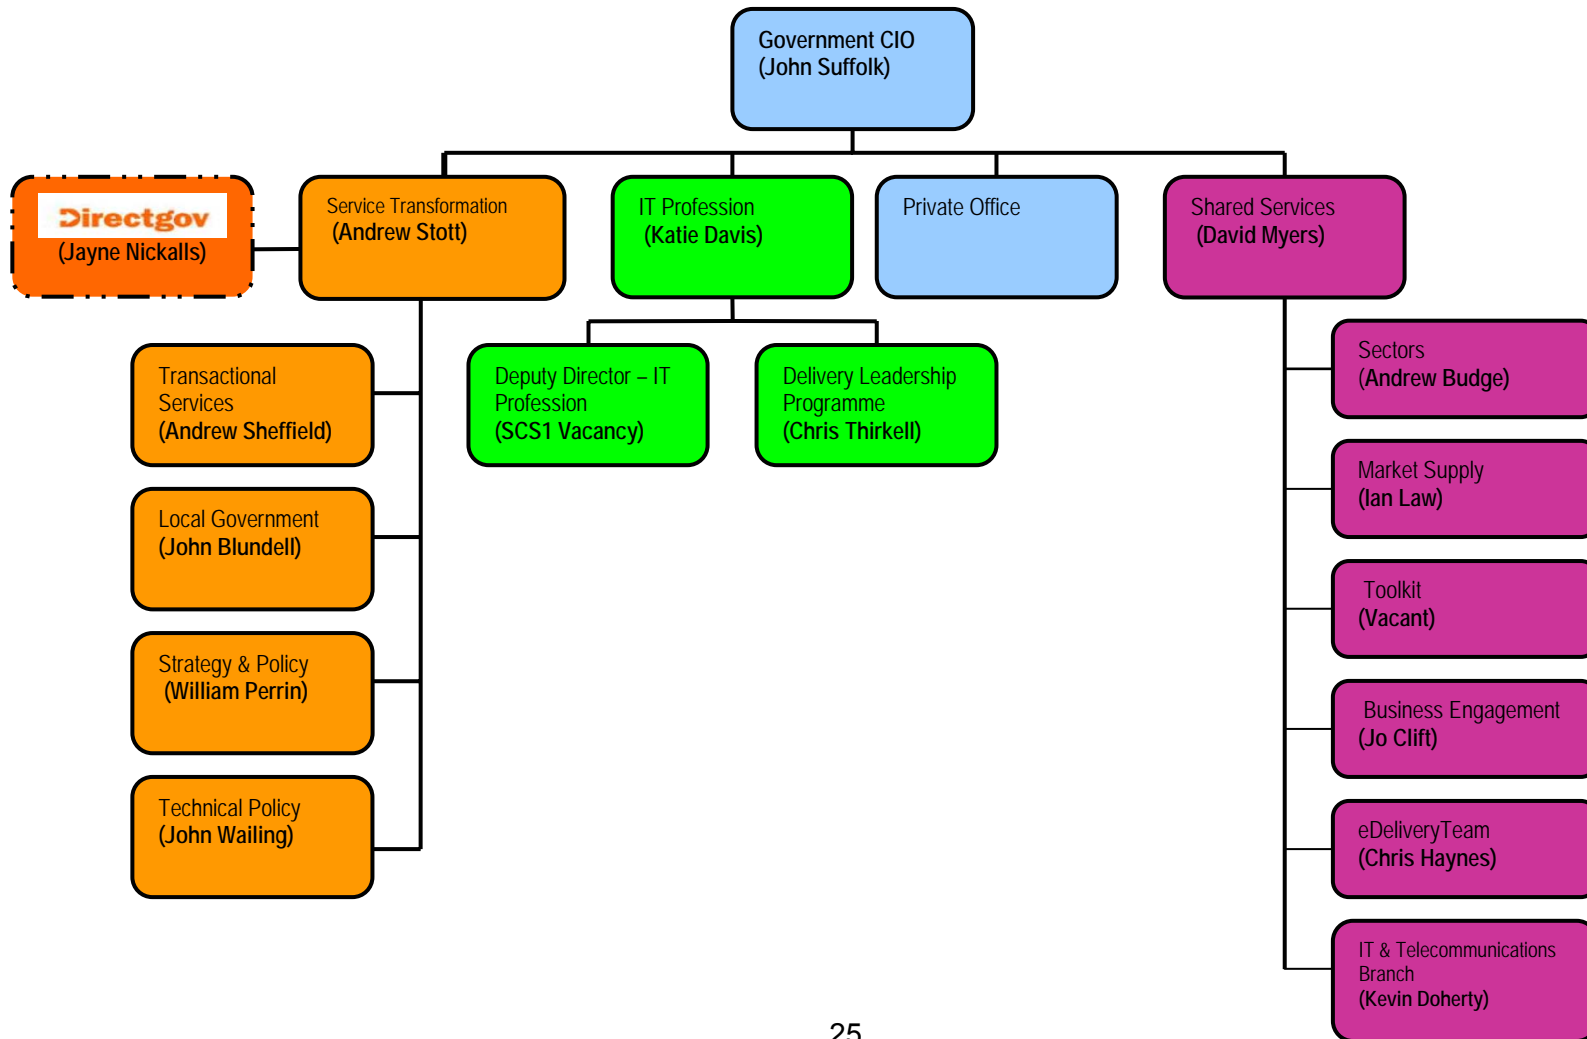 Government CIO
(John Suffolk)
Directgov
(Jayne Nickalls)
Service Transformation
(Andrew Stott)
IT Profession
(Katie Davis)
Private Office
Shared Services
(David Myers)
Transactional
Services
(Andrew Sheffield)
Local Government
(John Blundell)
Strategy & Policy
(William Perrin)
Technical Policy
(John Wailing)
Deputy Director – IT
Profession
(SCS1 Vacancy)
Delivery Leadership
Programme
(Chris Thirkell)
Sectors
(Andrew Budge)
Market Supply
(Ian Law)
Toolkit
(Vacant)
Business Engagement
(Jo Clift)
eDeliveryTeam
(Chris Haynes)
IT & Telecommunications
Branch
(Kevin Doherty)
25